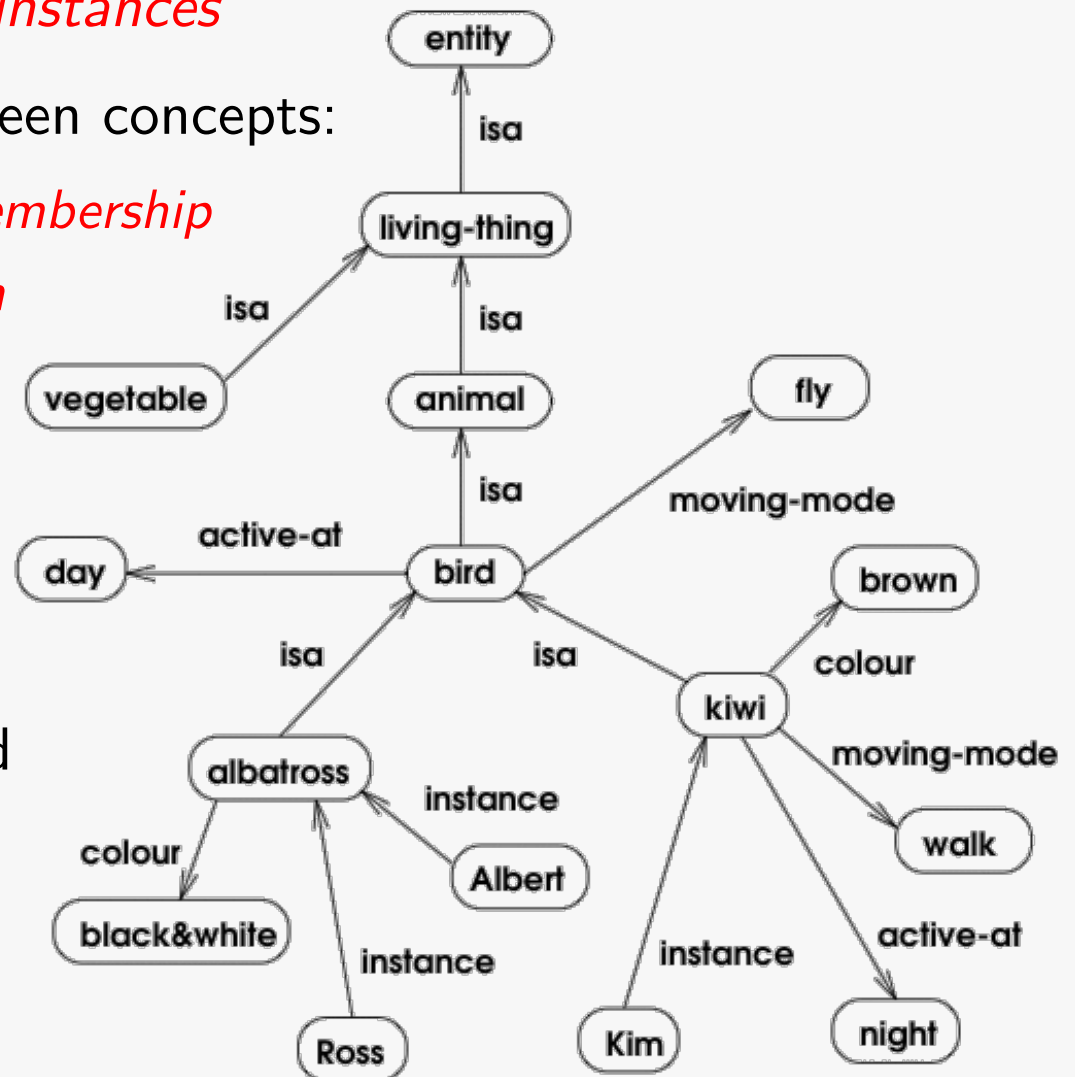 instances
entity
een concepts:
isa
embership
living-thing
isa
isa
vegetable
animal
fly
isa
moving-mode
active-at
day
bird
brown
isa
isa
colour
kiwi
d
albatross
moving-mode
instance
colour
walk
Albert
black&white
active-at
instance
instance
night
Ross
Kim